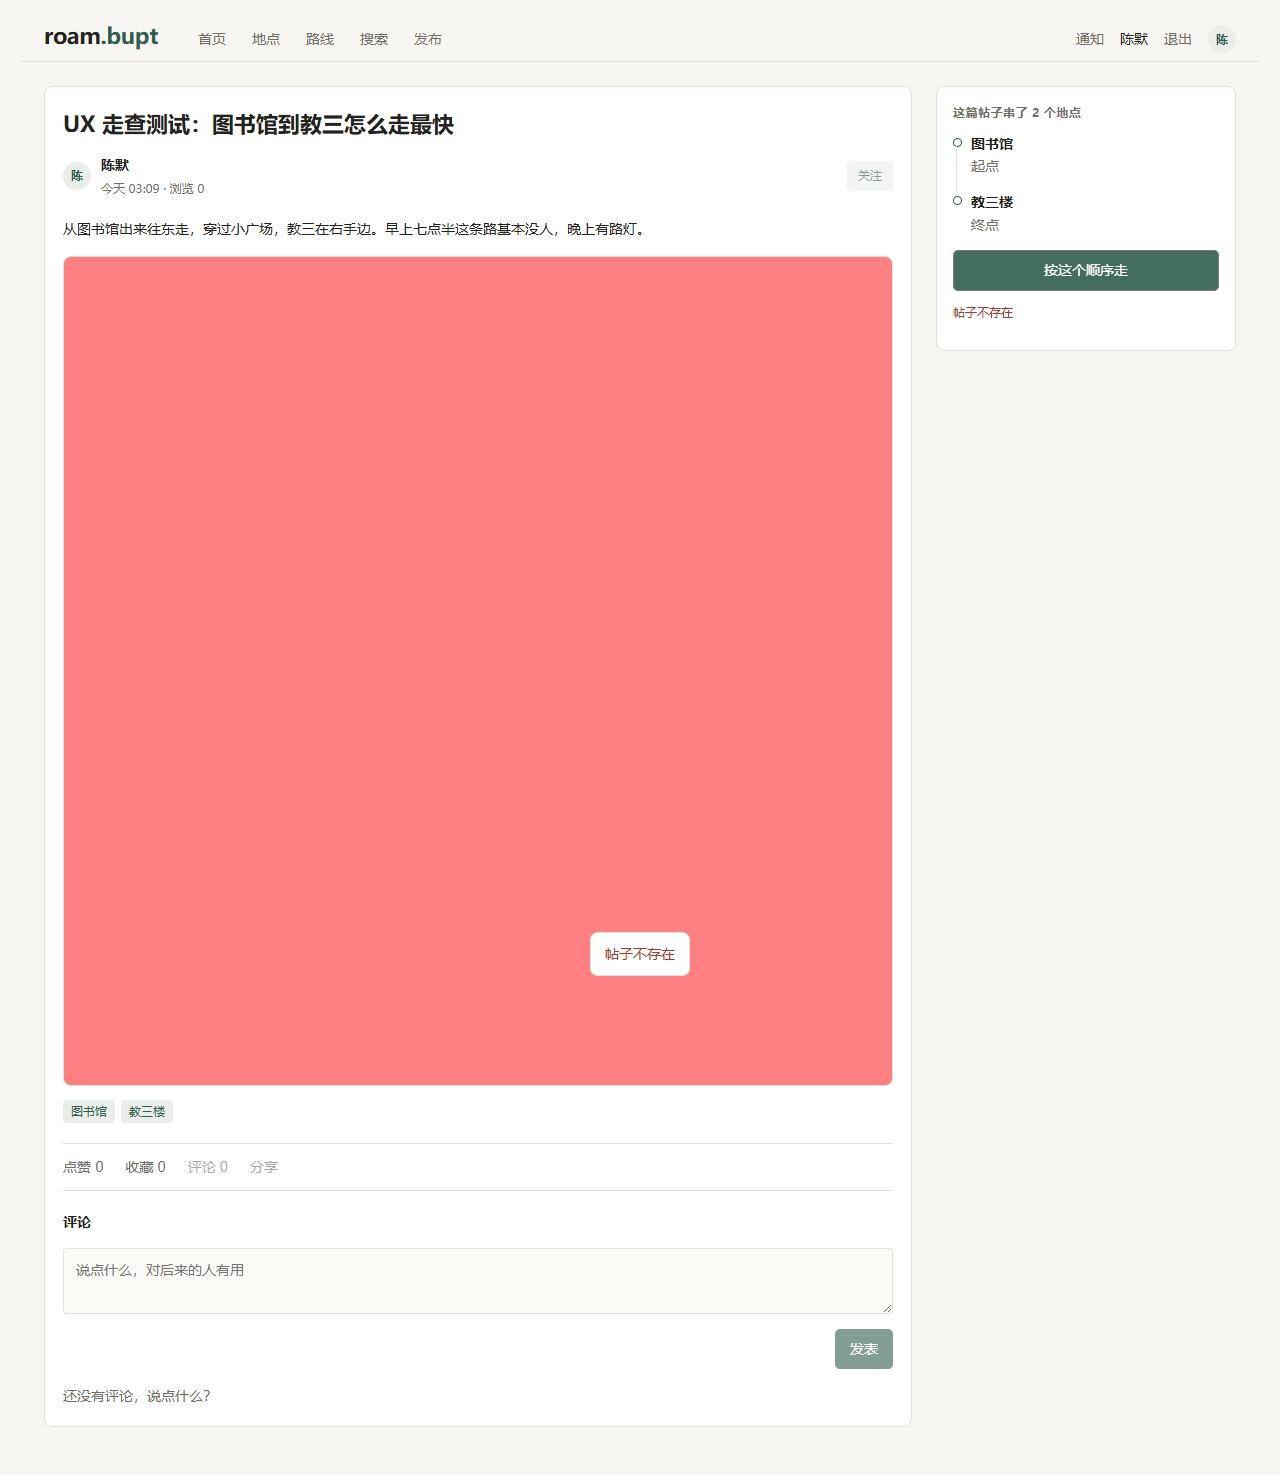 roam.bupt 首页 地点 路线 搜索 发布 通知 陈默 退出 陈
UX 走查测试：图书馆到教三怎么走最快
陈 陈默
今天 03:09 · 浏览 0
关注
从图书馆出来往东走，穿过小广场，教三在右手边。早上七点半这条路基本没人，晚上有路灯。
帖子不存在
图书馆 教三楼
点赞 0 收藏 0 评论 0 分享
评论
说点什么，对后来的人有用
发表
还没有评论，说点什么？
这篇帖子串了 2 个地点
图书馆
起点
教三楼
终点
按这个顺序走
帖子不存在